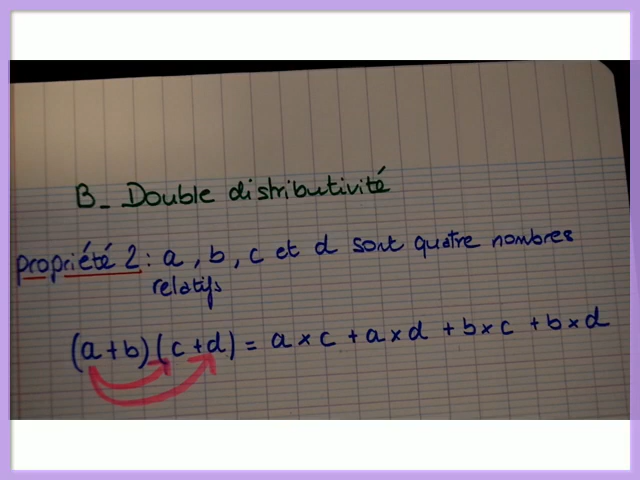 B_ Double distributivité
Propriété 2 : a, b, c et d sont quatre nombres
relatifs
(a + b)(c + d) = a × c + a × d + b × c + b × d